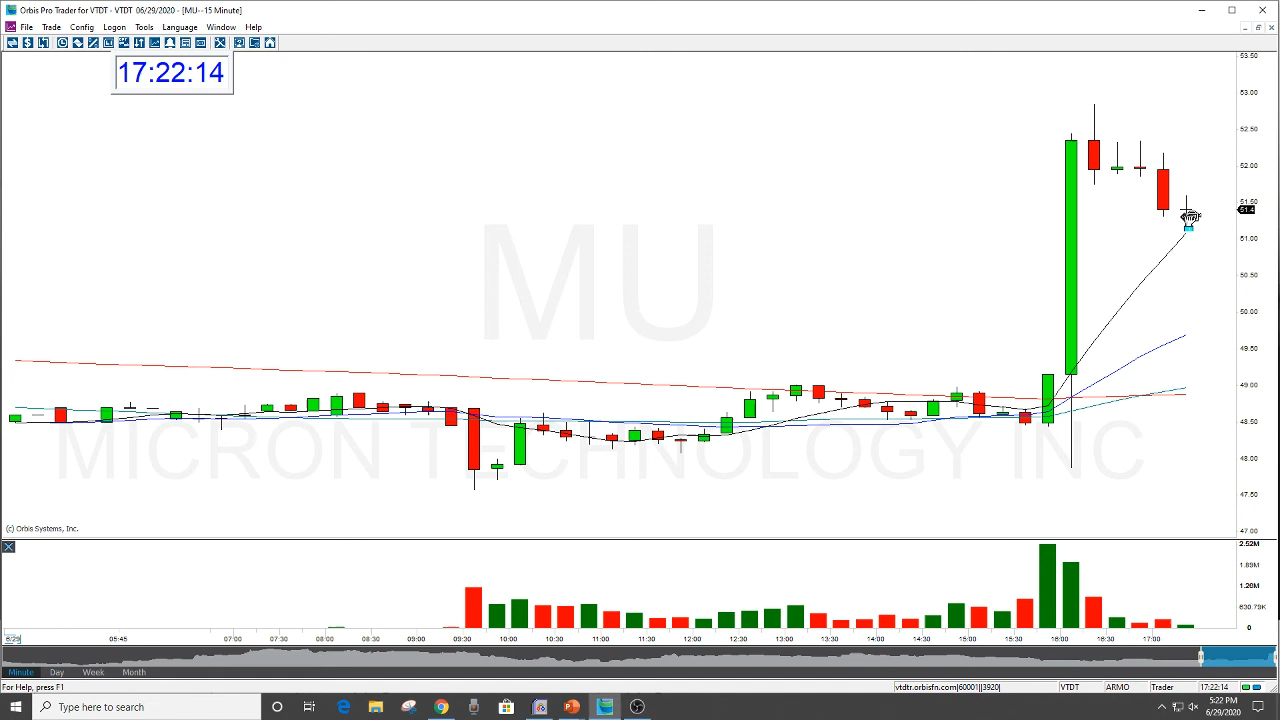 Orbis Pro Trader for VTDT - VTDT 06/29/2020 - [MU--15 Minute]
File Trade Config Logon Tools Language Window Help
17:22:14
53.50
53.00
52.50
52.00
51.50
51.4
51.00
50.50
50.00
49.50
49.00
48.50
48.00
47.50
47.00
MU
MICRON TECHNOLOGY INC
(c) Orbis Systems, Inc.
2.52M
1.89M
1.20M
630.79K
0
6/29 05:45 07:00 07:30 08:00 08:30 09:00 09:30 10:00 10:30 11:00 11:30 12:00 12:30 13:00 13:30 14:00 14:30 15:00 15:30 16:00 16:30 17:00
Minute Day Week Month
For Help, press F1 vtdtr.orbisfn.com|60001||3920| VTDT ARMO Trader 17:22:14
Type here to search
5:22 PM
6/29/2020